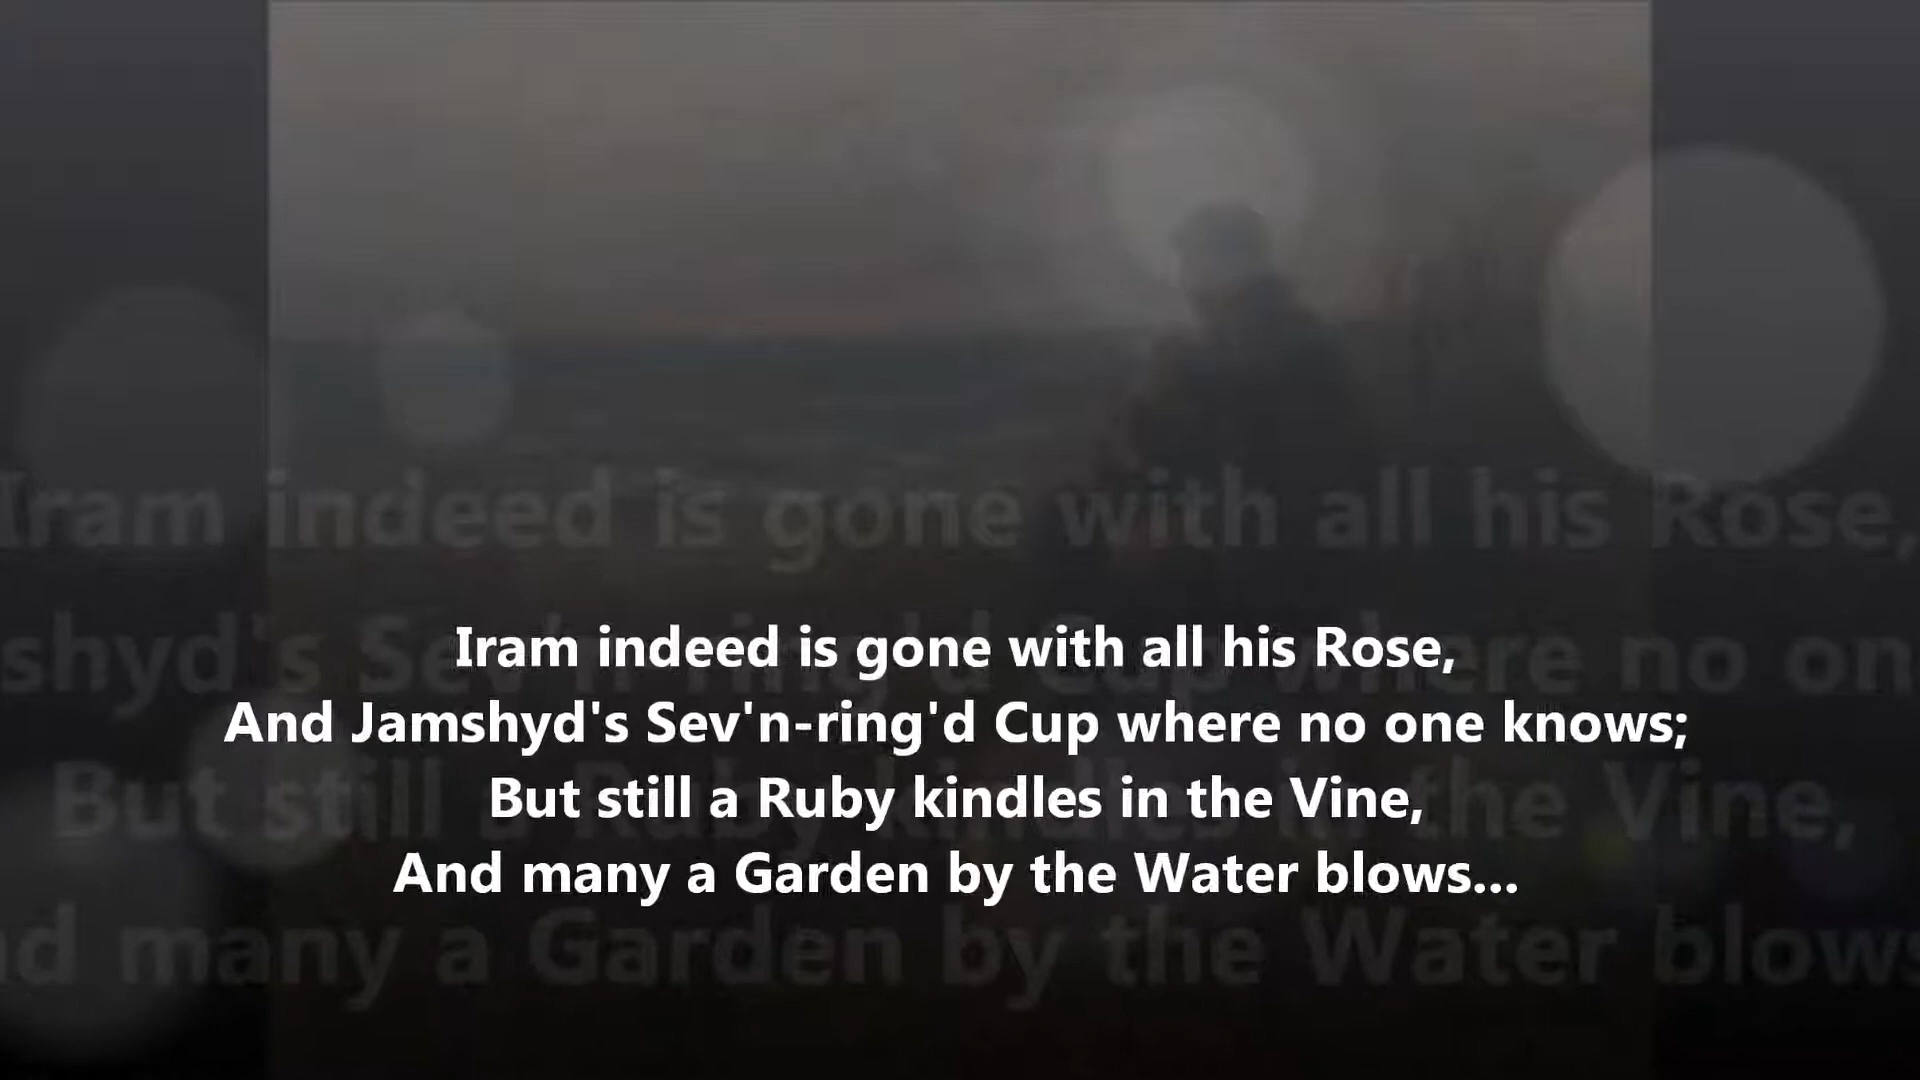 Iram indeed is gone with all his Rose,
And Jamshyd's Sev'n-ring'd Cup where no one knows;
But still a Ruby kindles in the Vine,
And many a Garden by the Water blows...